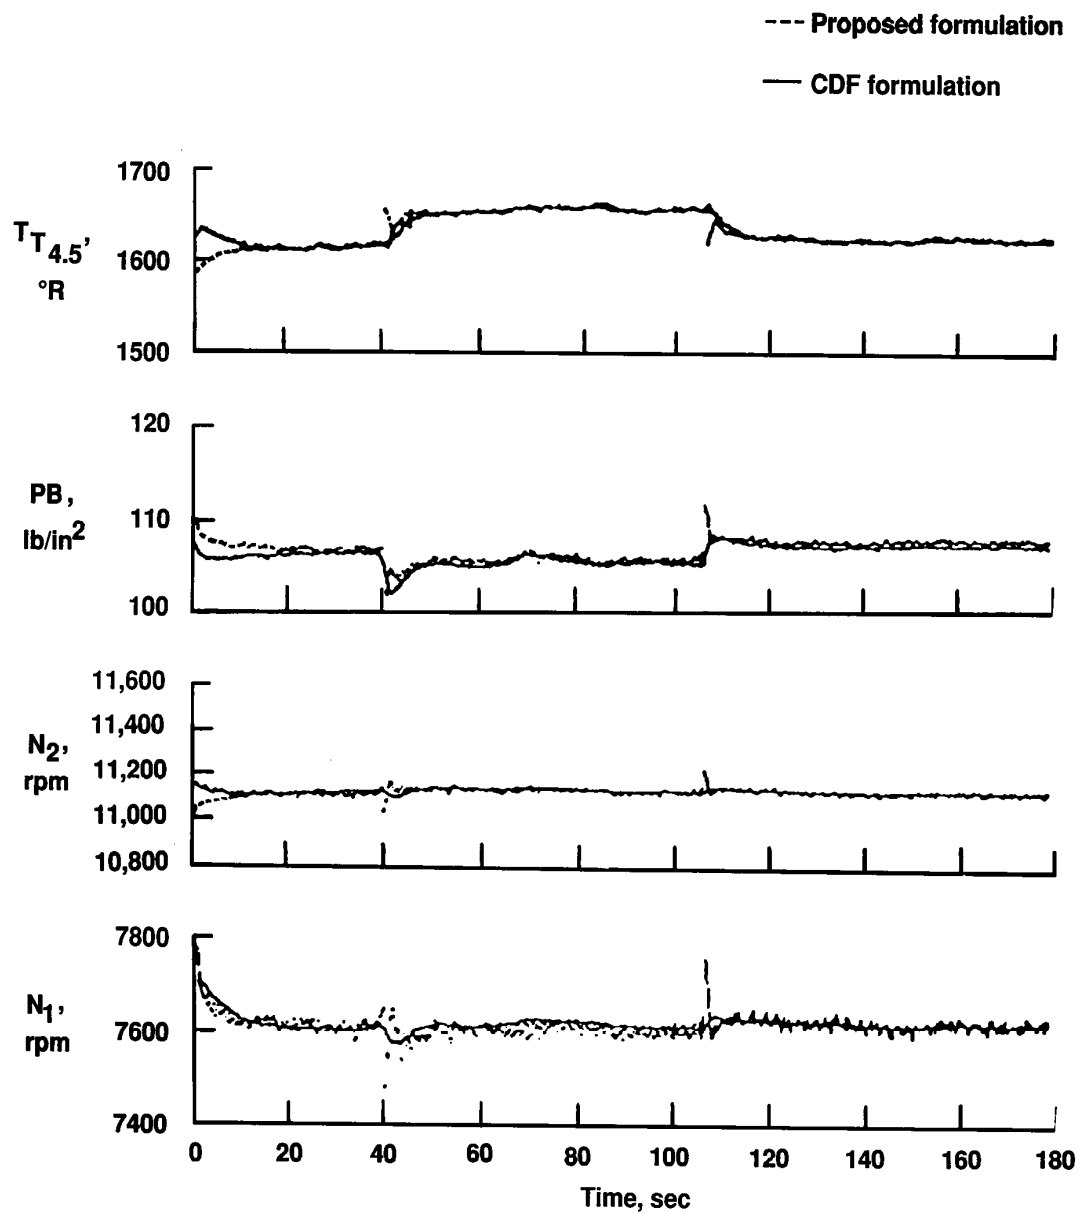 Proposed formulation
CDF formulation
1700
TT4.5,
1600
°R
1500
120
PB,
110
lb/in2
100
11,600
11,400
N2,
11,200
rpm
11,000
10,800
7800
N1,
7600
rpm
7400
0 20 40 60 80 100 120 140 160 180
Time, sec